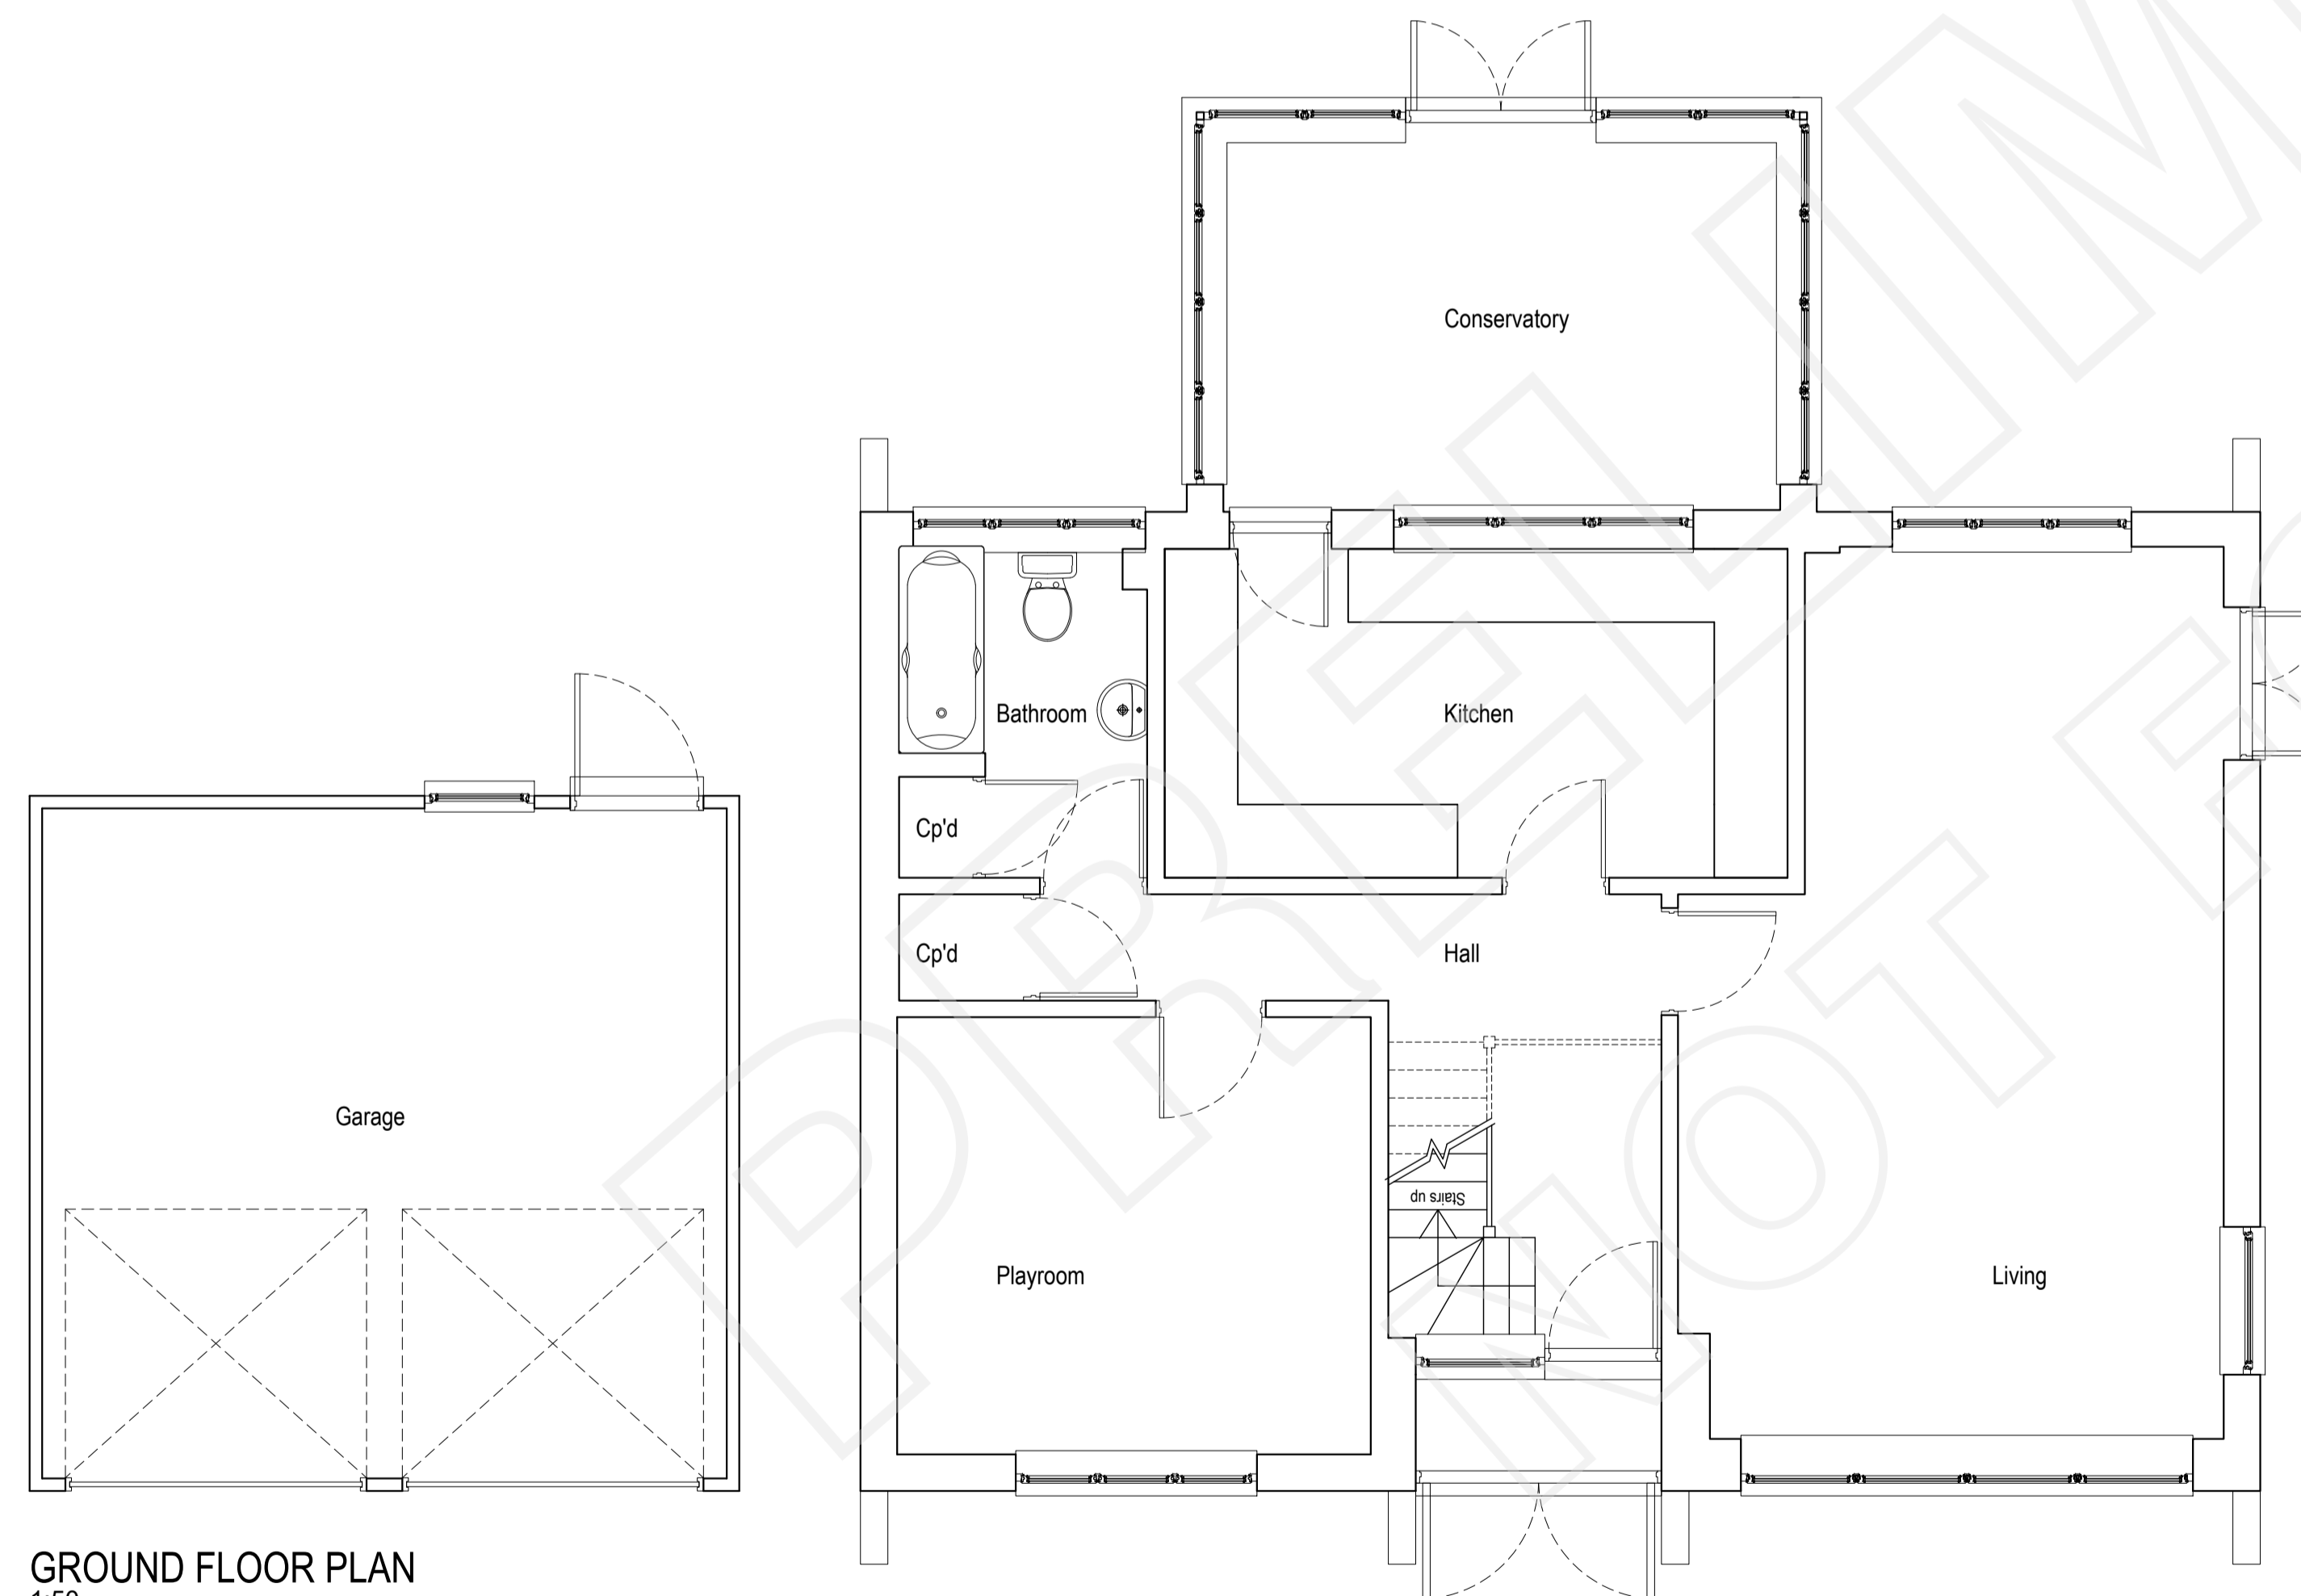 Conservatory
Bathroom
Kitchen
Cp'd
Cp'd
Hall
Garage
Stairs up
Playroom
Living
GROUND FLOOR PLAN